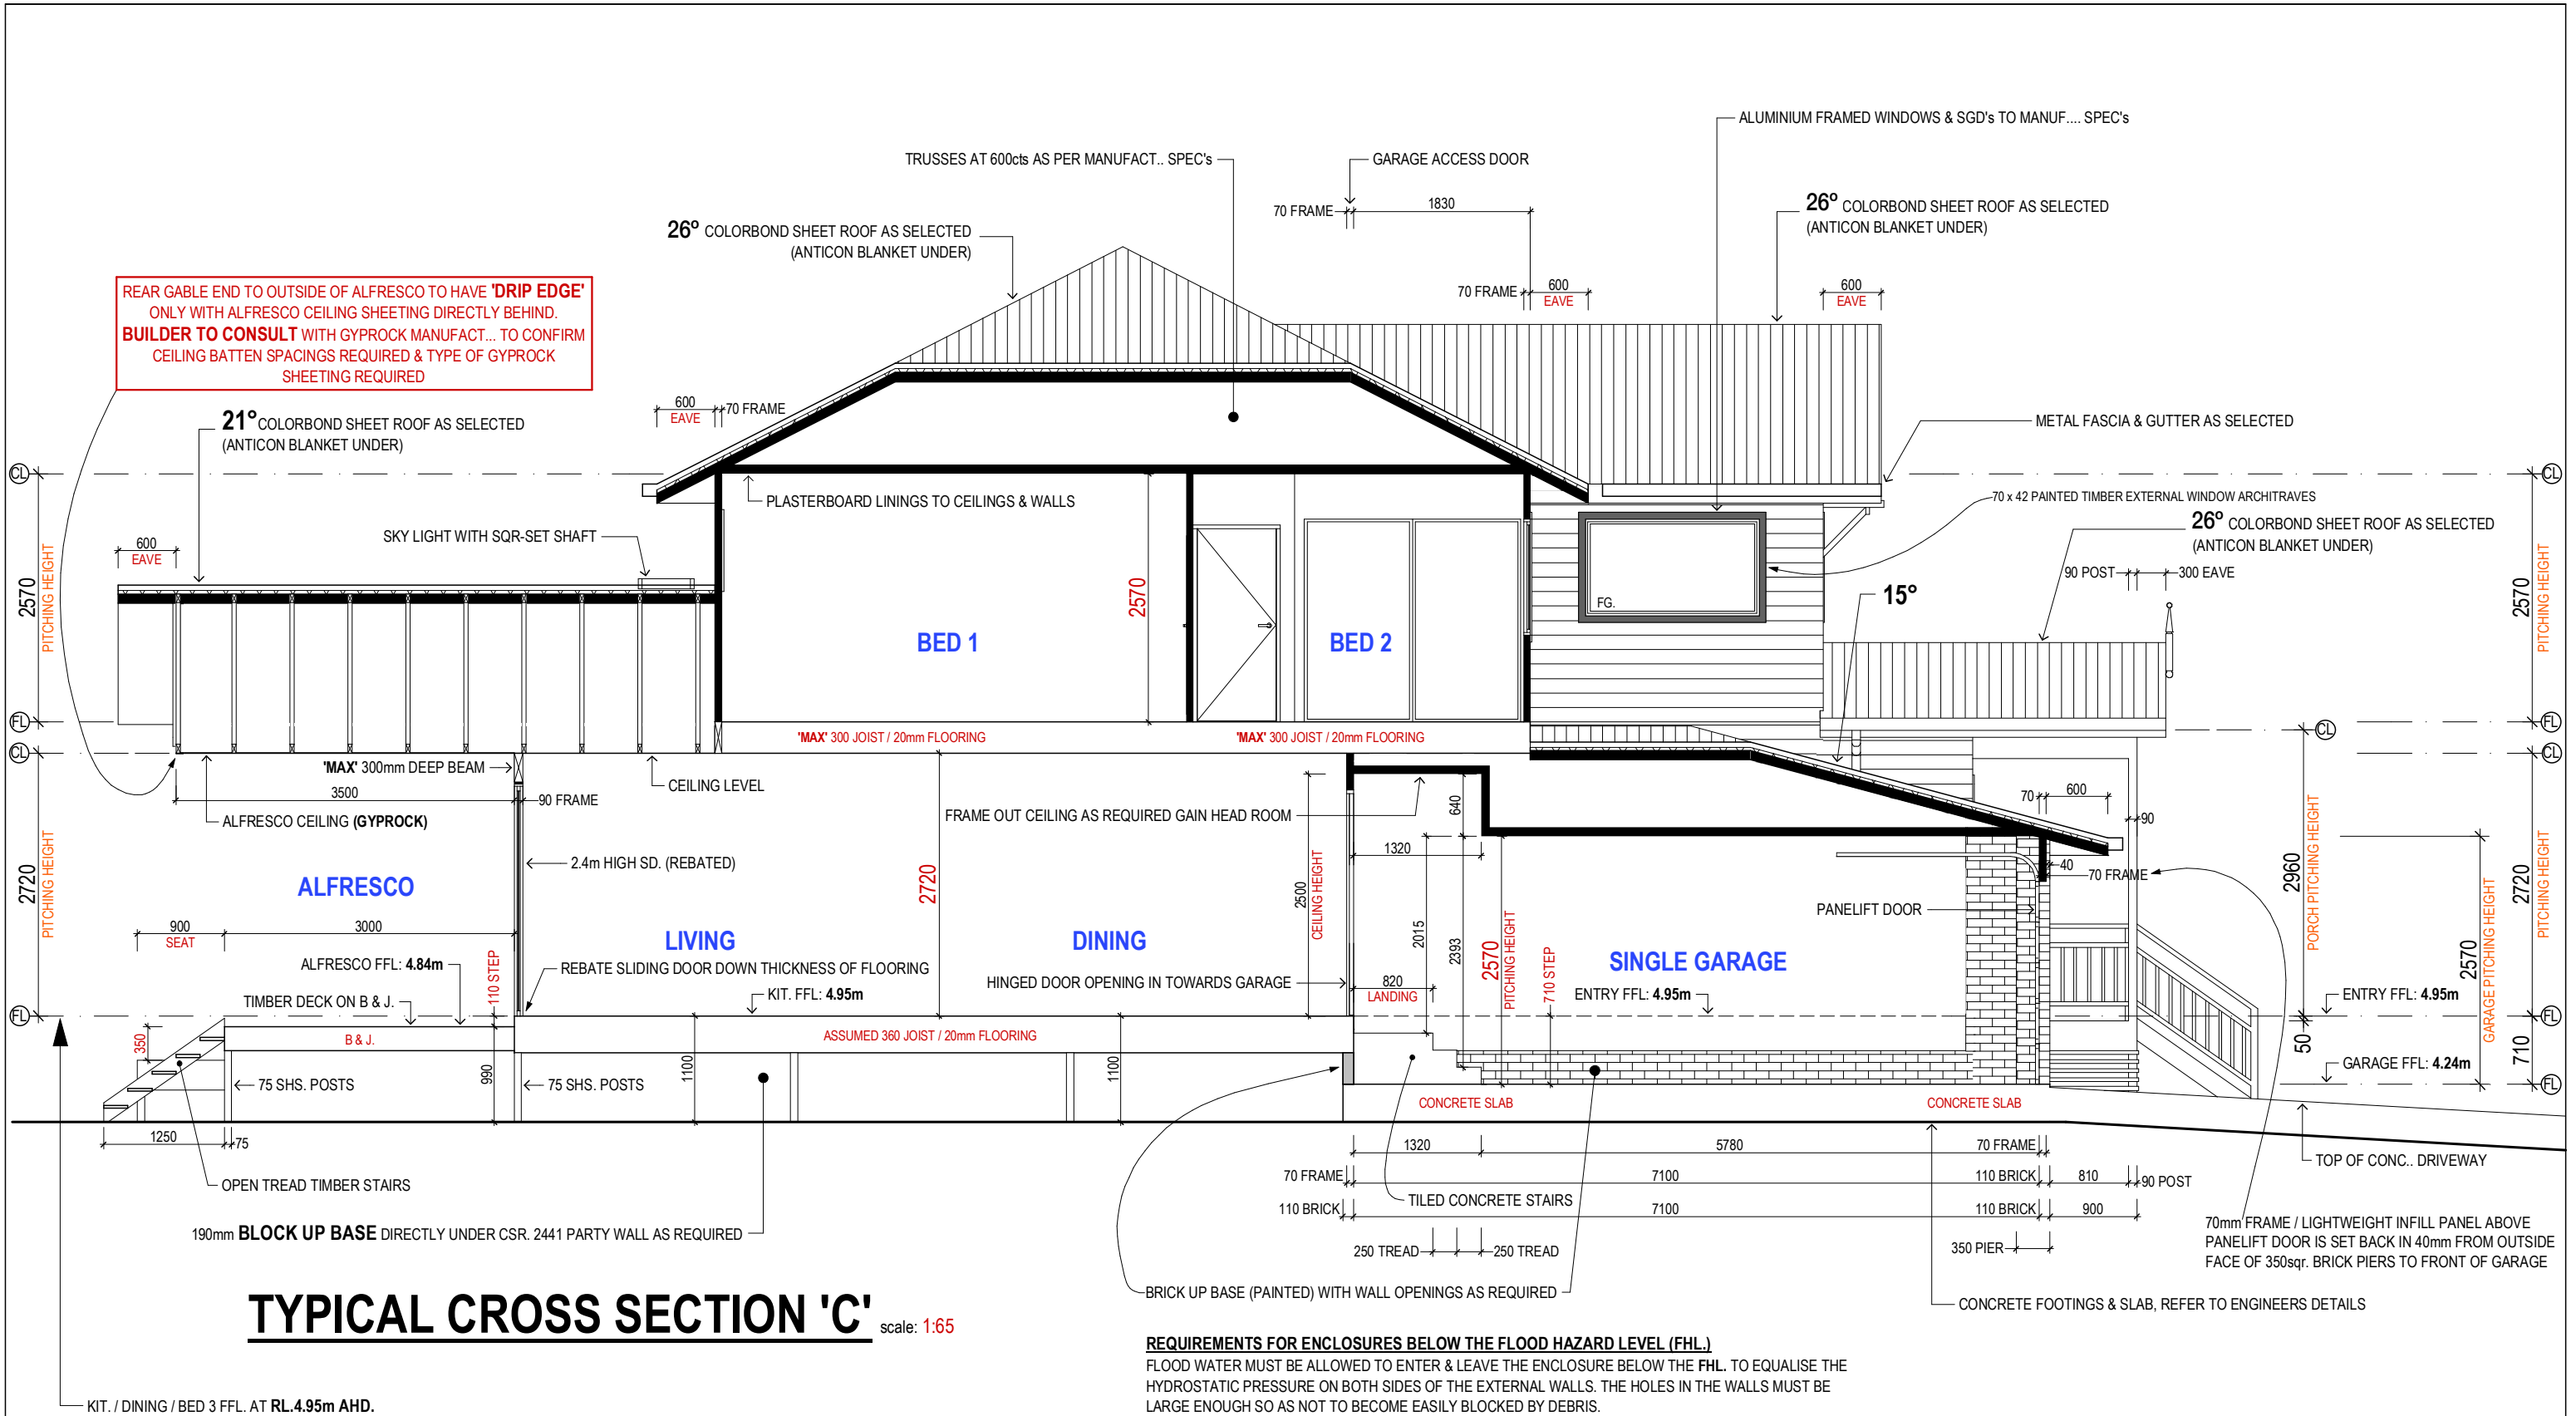 ALUMINIUM FRAMED WINDOWS & SGD's TO MANUF.... SPEC's
TRUSSES AT 600cts AS PER MANUFACT.. SPEC's
GARAGE ACCESS DOOR
70 FRAME
1830
26º COLORBOND SHEET ROOF AS SELECTED
(ANTICON BLANKET UNDER)
26º COLORBOND SHEET ROOF AS SELECTED
(ANTICON BLANKET UNDER)
REAR GABLE END TO OUTSIDE OF ALFRESCO TO HAVE 'DRIP EDGE'
ONLY WITH ALFRESCO CEILING SHEETING DIRECTLY BEHIND.
BUILDER TO CONSULT WITH GYPROCK MANUFACT... TO CONFIRM
CEILING BATTEN SPACINGS REQUIRED & TYPE OF GYPROCK
SHEETING REQUIRED
70 FRAME
600
EAVE
600
EAVE
600
EAVE
70 FRAME
21° COLORBOND SHEET ROOF AS SELECTED
(ANTICON BLANKET UNDER)
METAL FASCIA & GUTTER AS SELECTED
CL
CL
PLASTERBOARD LININGS TO CEILINGS & WALLS
70 x 42 PAINTED TIMBER EXTERNAL WINDOW ARCHITRAVES
SKY LIGHT WITH SQR-SET SHAFT
26º COLORBOND SHEET ROOF AS SELECTED
(ANTICON BLANKET UNDER)
600
EAVE
90 POST
300 EAVE
2570
PITCHING HEIGHT
2570
FG.
15°
2570
PITCHING HEIGHT
BED 1
BED 2
FL
FL
CL
'MAX' 300 JOIST / 20mm FLOORING
'MAX' 300 JOIST / 20mm FLOORING
CL
CL
'MAX' 300mm DEEP BEAM
CEILING LEVEL
3500
90 FRAME
ALFRESCO CEILING (GYPROCK)
FRAME OUT CEILING AS REQUIRED GAIN HEAD ROOM
640
70
600
90
1320
2.4m HIGH SD. (REBATED)
40
70 FRAME
2720
PITCHING HEIGHT
ALFRESCO
2720
2500
CEILING HEIGHT
2015
2393
2570
PITCHING HEIGHT
710 STEP
PANELIFT DOOR
2960
PORCH PITCHING HEIGHT
2570
GARAGE PITCHING HEIGHT
2720
PITCHING HEIGHT
900
SEAT
3000
LIVING
DINING
SINGLE GARAGE
ALFRESCO FFL: 4.84m
110 STEP
REBATE SLIDING DOOR DOWN THICKNESS OF FLOORING
HINGED DOOR OPENING IN TOWARDS GARAGE
820
LANDING
TIMBER DECK ON B & J.
KIT. FFL: 4.95m
ENTRY FFL: 4.95m
ENTRY FFL: 4.95m
FL
FL
350
B & J.
ASSUMED 360 JOIST / 20mm FLOORING
50
710
GARAGE FFL: 4.24m
75 SHS. POSTS
990
75 SHS. POSTS
1100
1100
FL
CONCRETE SLAB
CONCRETE SLAB
1250
75
1320
5780
70 FRAME
TOP OF CONC.. DRIVEWAY
70 FRAME
7100
110 BRICK
810
90 POST
OPEN TREAD TIMBER STAIRS
TILED CONCRETE STAIRS
110 BRICK
7100
110 BRICK
900
190mm BLOCK UP BASE DIRECTLY UNDER CSR. 2441 PARTY WALL AS REQUIRED
250 TREAD
250 TREAD
350 PIER
70mm FRAME / LIGHTWEIGHT INFILL PANEL ABOVE
PANELIFT DOOR IS SET BACK IN 40mm FROM OUTSIDE
FACE OF 350sqr. BRICK PIERS TO FRONT OF GARAGE
BRICK UP BASE (PAINTED) WITH WALL OPENINGS AS REQUIRED
CONCRETE FOOTINGS & SLAB, REFER TO ENGINEERS DETAILS
TYPICAL CROSS SECTION 'C' scale: 1:65
REQUIREMENTS FOR ENCLOSURES BELOW THE FLOOD HAZARD LEVEL (FHL.)
FLOOD WATER MUST BE ALLOWED TO ENTER & LEAVE THE ENCLOSURE BELOW THE FHL. TO EQUALISE THE
HYDROSTATIC PRESSURE ON BOTH SIDES OF THE EXTERNAL WALLS. THE HOLES IN THE WALLS MUST BE
LARGE ENOUGH SO AS NOT TO BECOME EASILY BLOCKED BY DEBRIS.
KIT. / DINING / BED 3 FFL. AT RL.4.95m AHD.